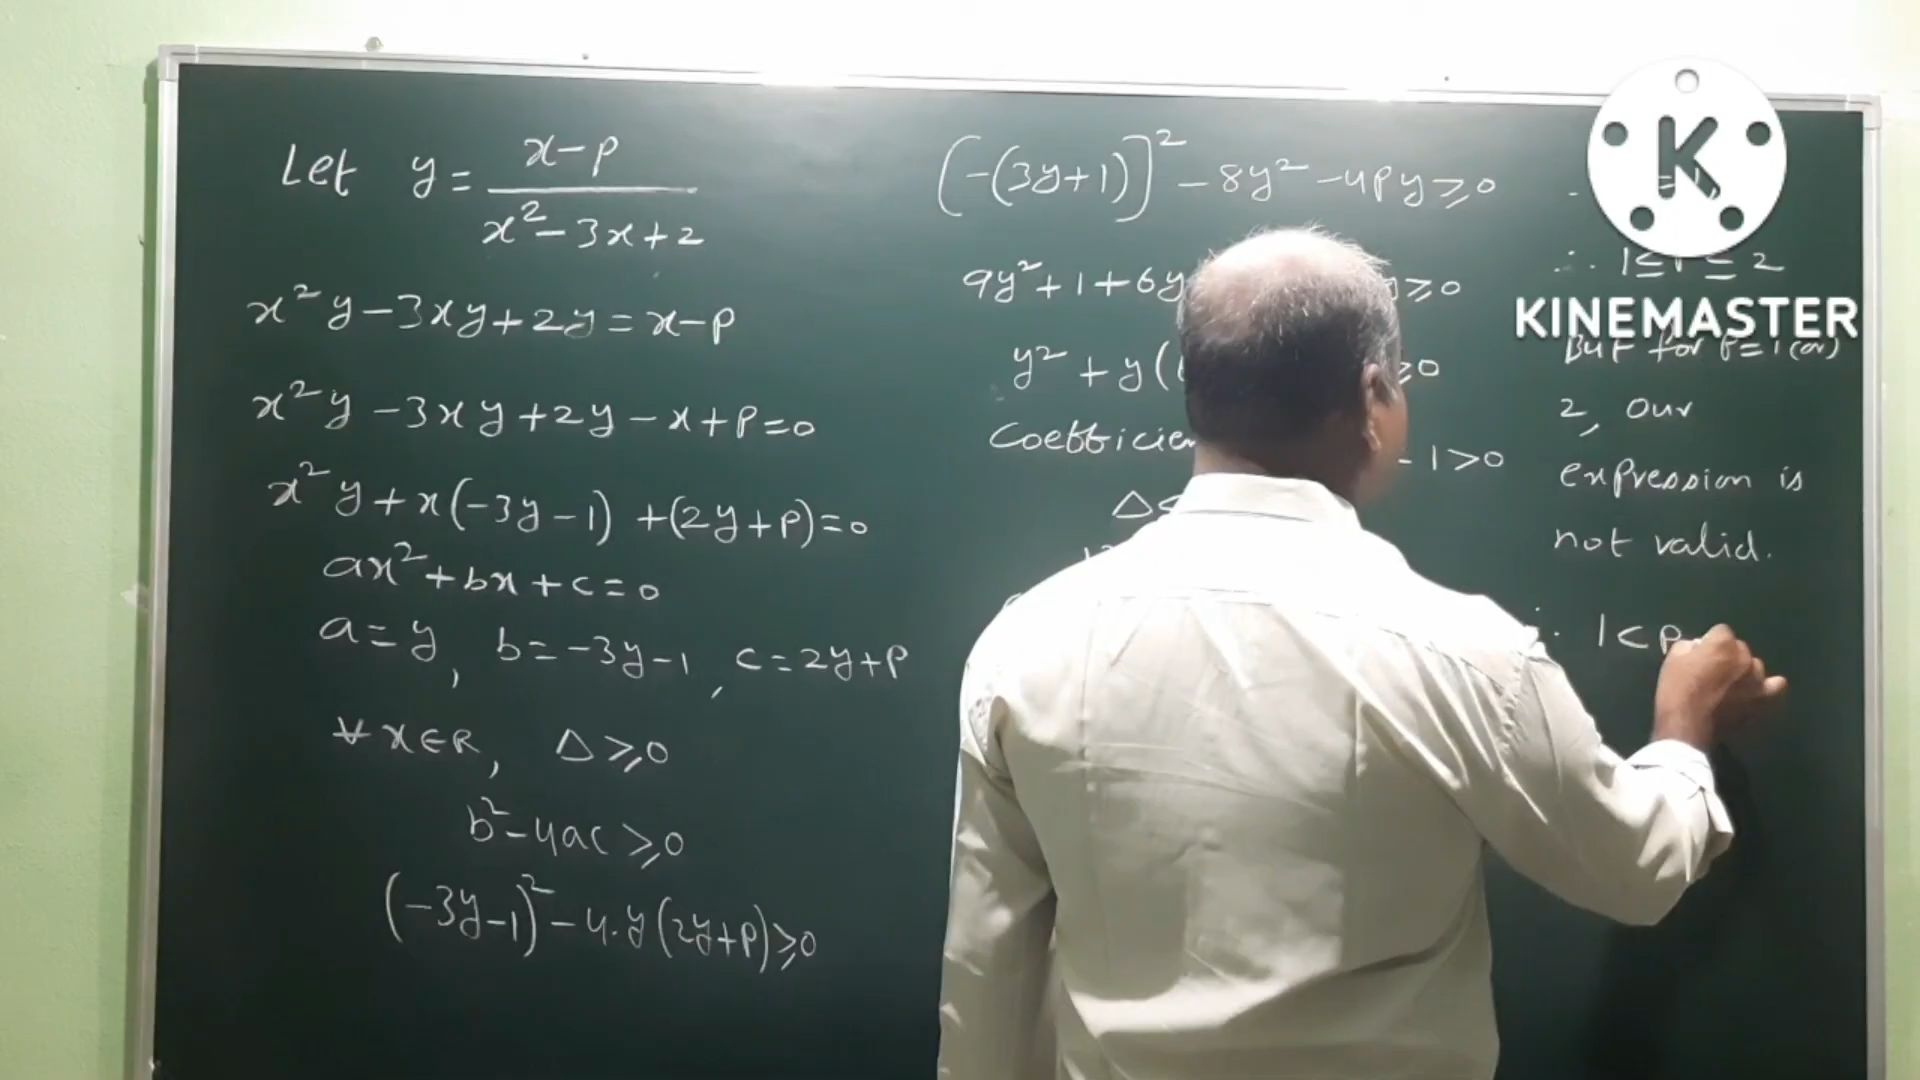 Let y = x-p / x²-3x+2
x²y-3xy+2y=x-p
x²y-3xy+2y-x+p=0
x²y+x(-3y-1)+(2y+p)=0
ax²+bx+c=0
a=y, b=-3y-1, c=2y+p
∀ x∈R, Δ≥0
b²-4ac≥0
(-3y-1)²-4.y(2y+p)≥0
[-(3y+1)]²-8y²-4py≥0
9y²+1+6y y≥0
y²+y( ≥0
Coefficien -1>0
Δ
∴ 1≤ ≤2
But for P=1(or)
2, our
expression is
not valid.
∴ 1<p
KINEMASTER